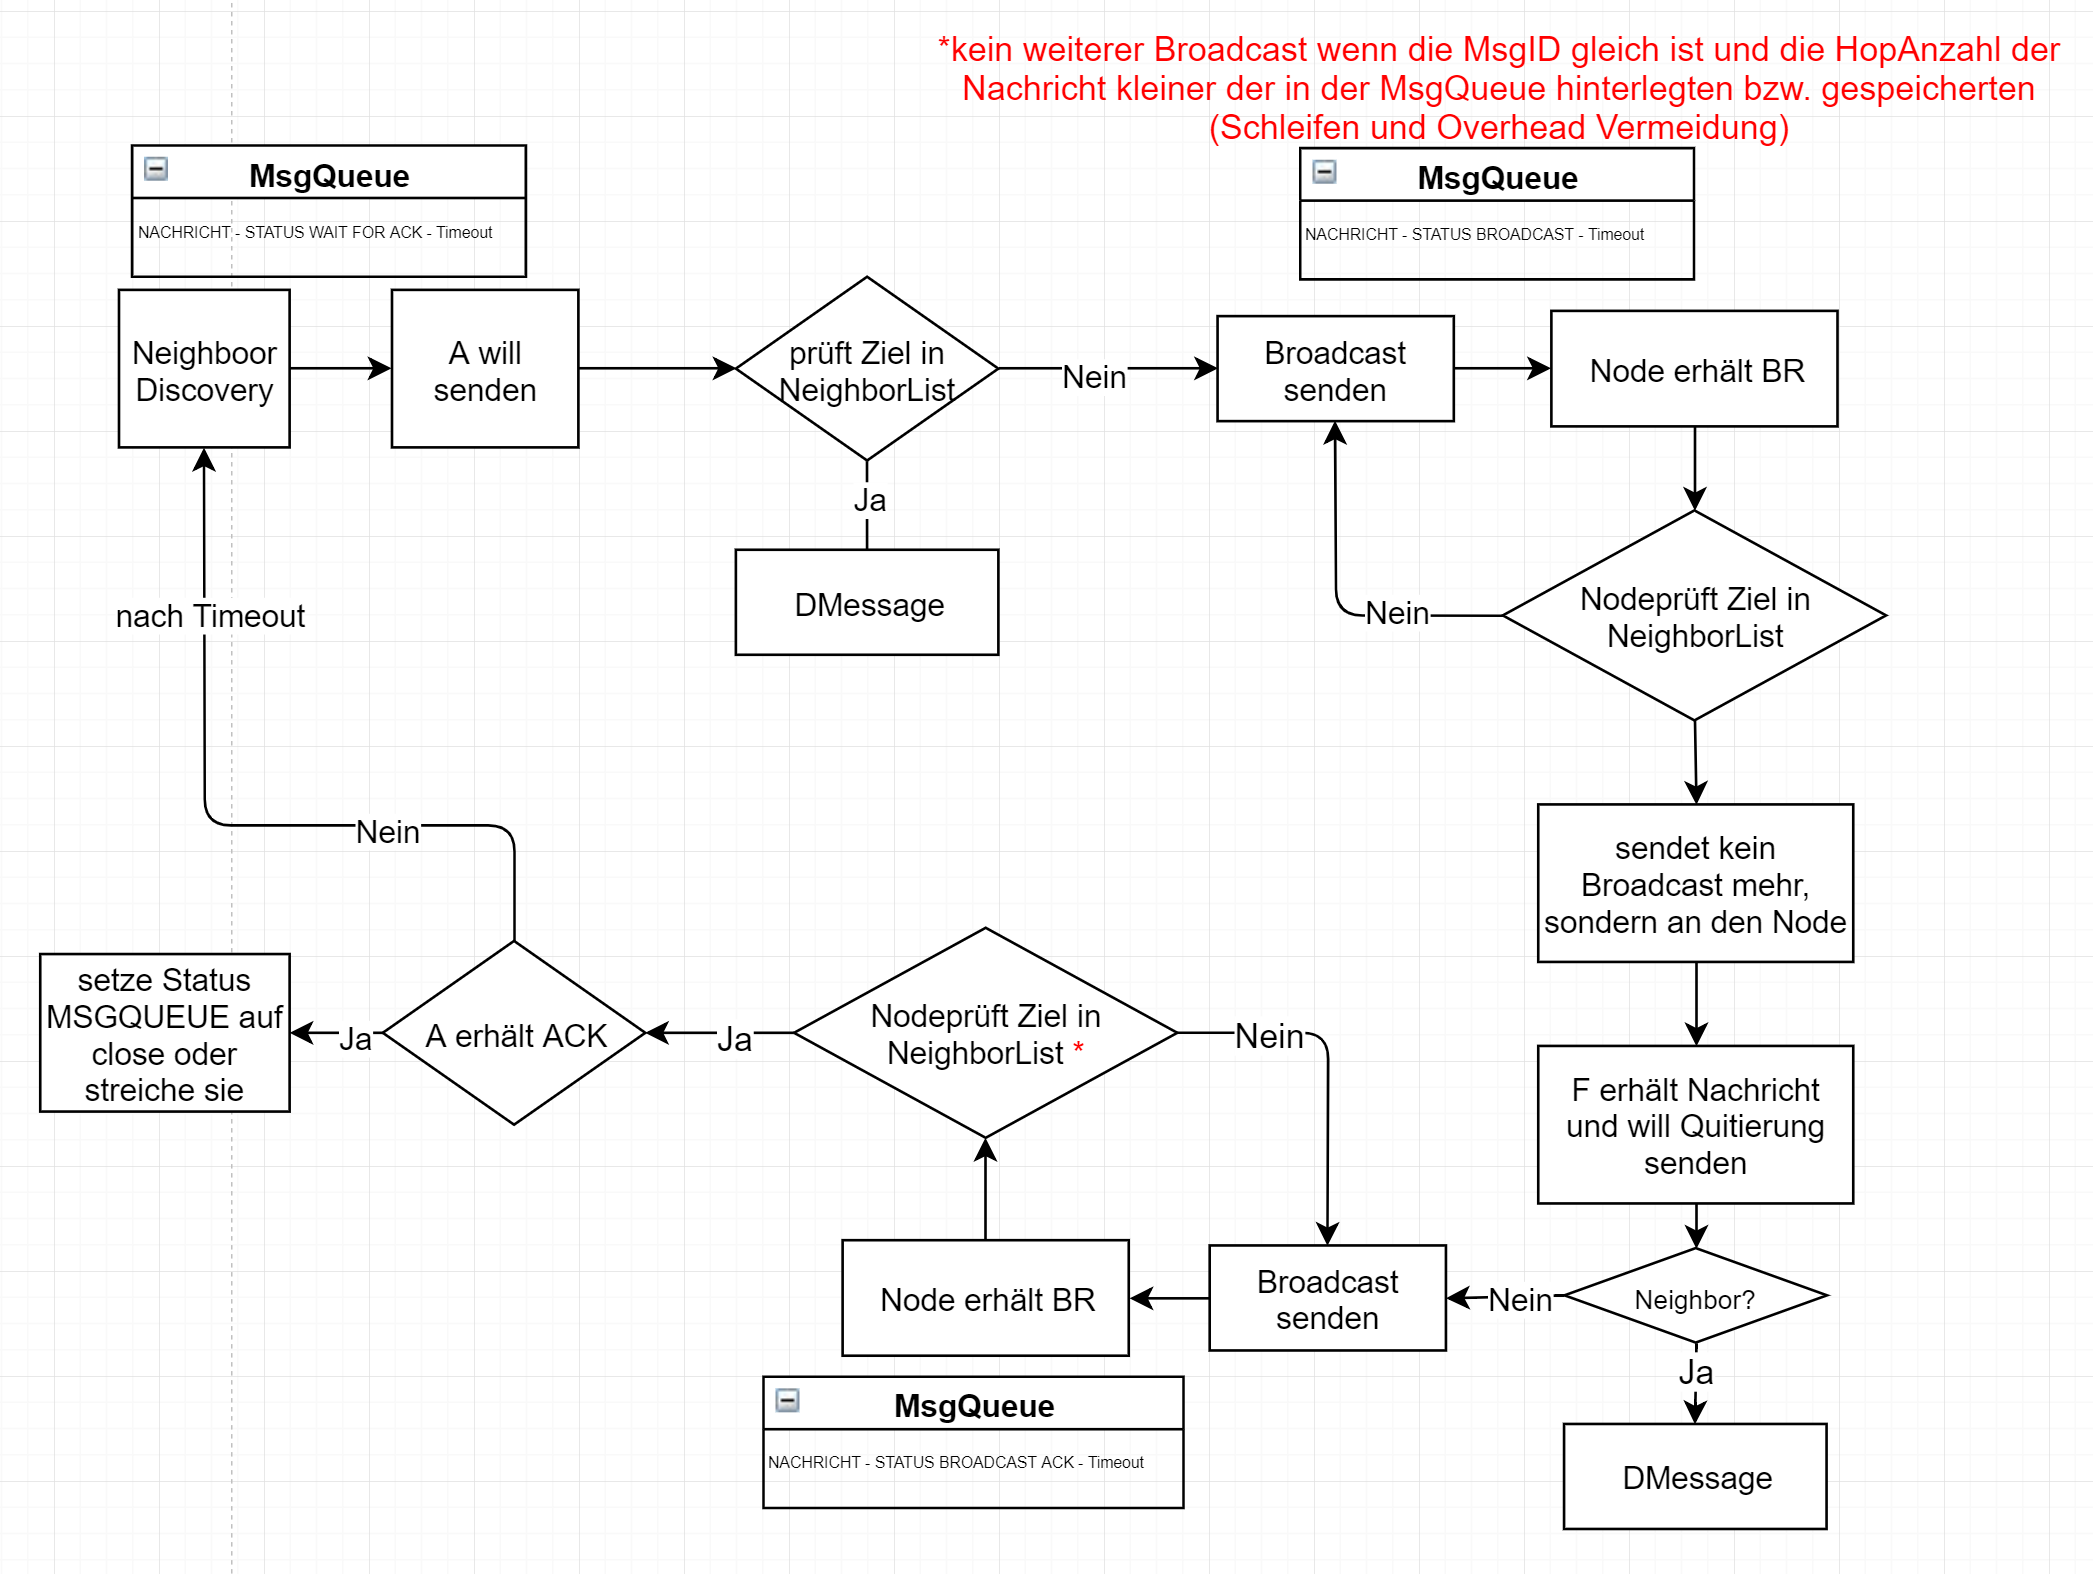 *kein weiterer Broadcast wenn die MsgID gleich ist und die HopAnzahl der
Nachricht kleiner der in der MsgQueue hinterlegten bzw. gespeicherten
(Schleifen und Overhead Vermeidung)
MsgQueue
NACHRICHT - STATUS WAIT FOR ACK - Timeout
MsgQueue
NACHRICHT - STATUS BROADCAST - Timeout
Neighboor
Discovery
A will
senden
prüft Ziel in
NeighborList
Nein
Broadcast
senden
Node erhält BR
Ja
DMessage
nach Timeout
Nein
Nodeprüft Ziel in
NeighborList
Nein
sendet kein
Broadcast mehr,
sondern an den Node
setze Status
MSGQUEUE auf
close oder
streiche sie
Ja
A erhält ACK
Ja
Nodeprüft Ziel in
NeighborList *
Nein
F erhält Nachricht
und will Quitierung
senden
Node erhält BR
Broadcast
senden
Nein
Neighbor?
Ja
MsgQueue
NACHRICHT - STATUS BROADCAST ACK - Timeout
DMessage